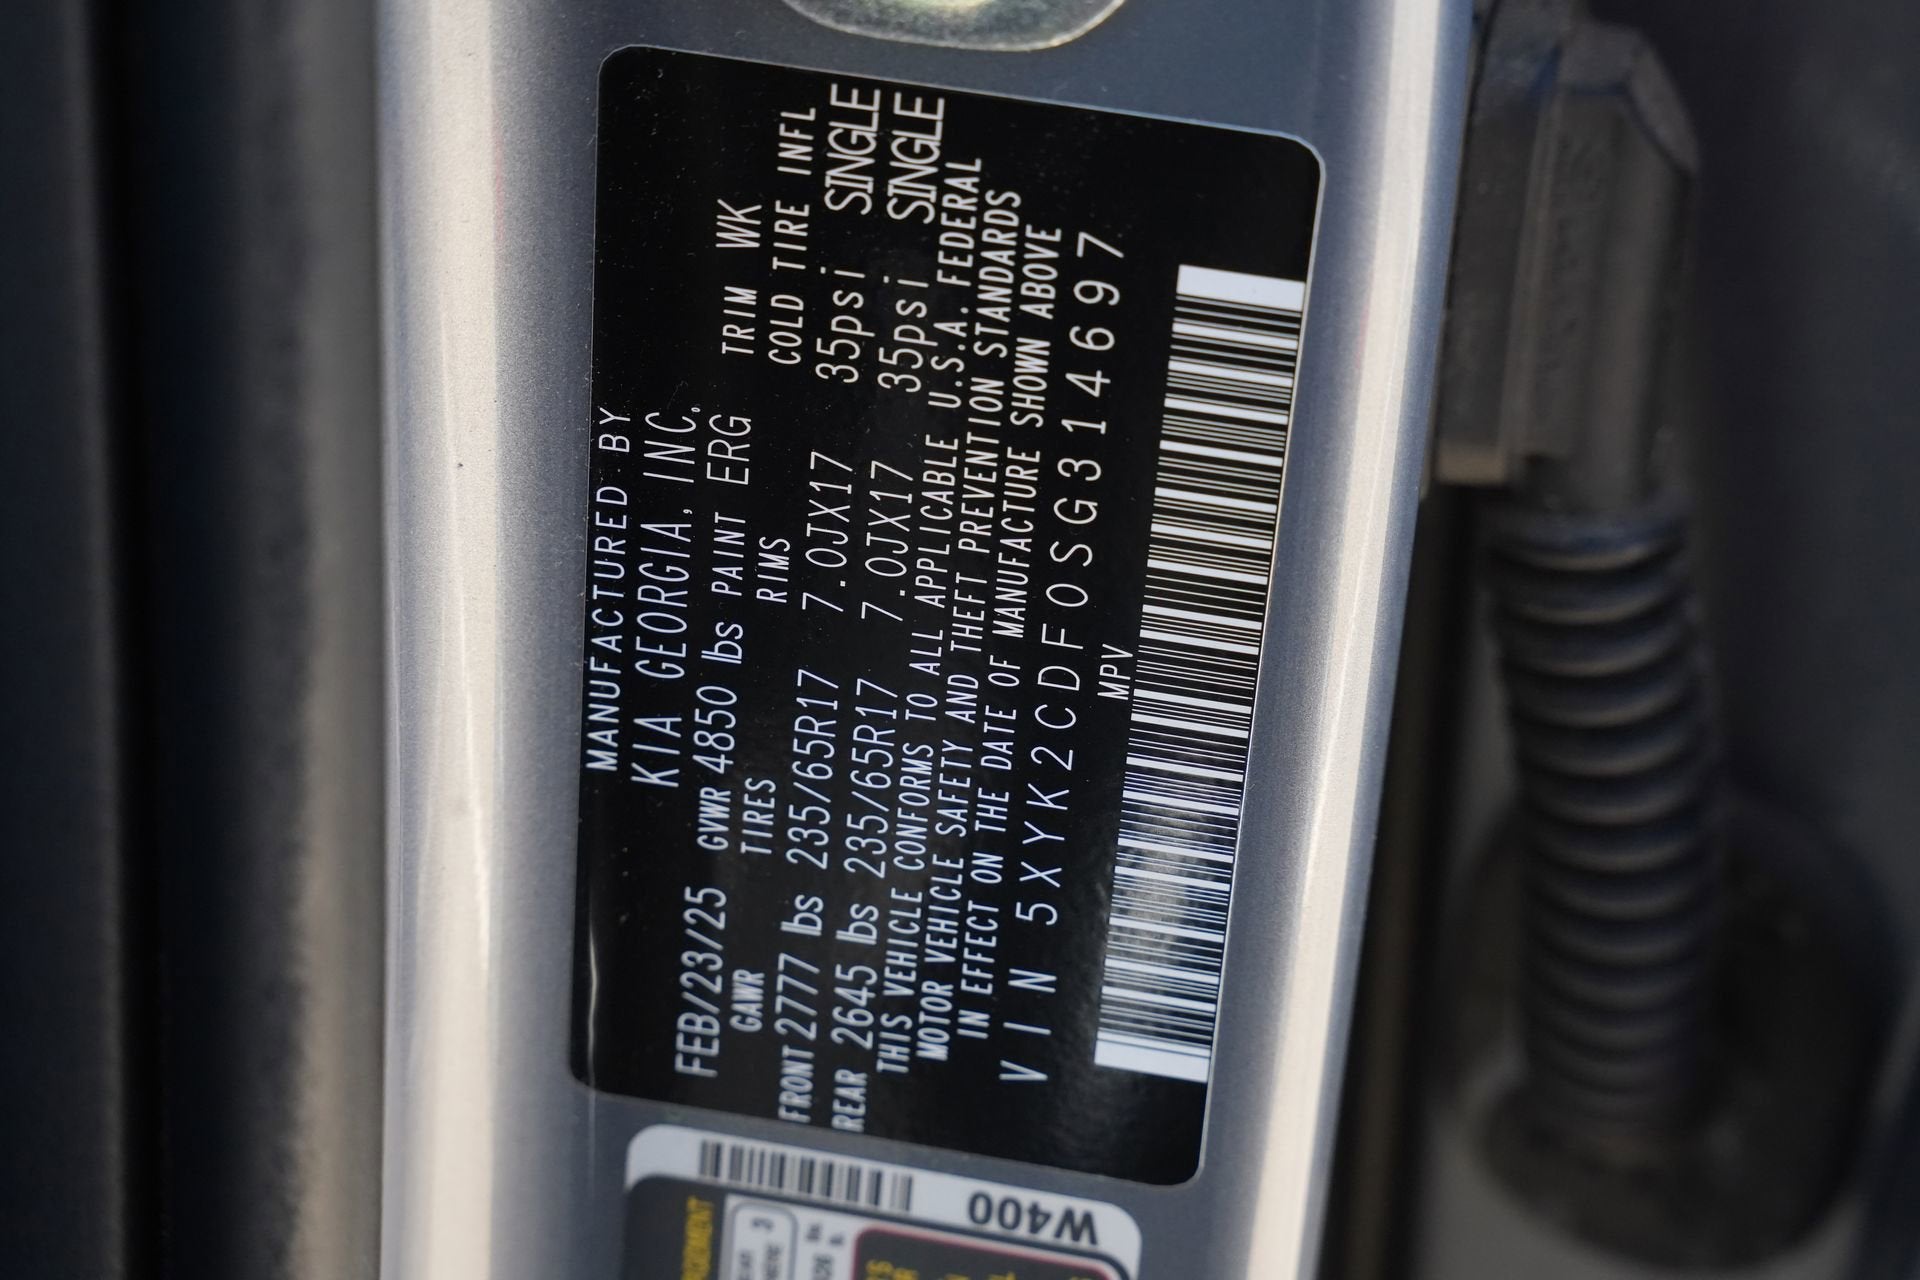 MANUFACTURED BY
KIA GEORGIA, INC.
FEB/23/25 GVWR 4850 lbs PAINT ERG TRIM WK
GAWR TIRES RIMS COLD TIRE INFL
FRONT 2777 lbs 235/65R17 7.0JX17 35psi SINGLE
REAR 2645 lbs 235/65R17 7.0JX17 35psi SINGLE
THIS VEHICLE CONFORMS TO ALL APPLICABLE U.S.A. FEDERAL
MOTOR VEHICLE SAFETY AND THEFT PREVENTION STANDARDS
IN EFFECT ON THE DATE OF MANUFACTURE SHOWN ABOVE
VIN 5XYK2CDF0SG314697
MPV
W400